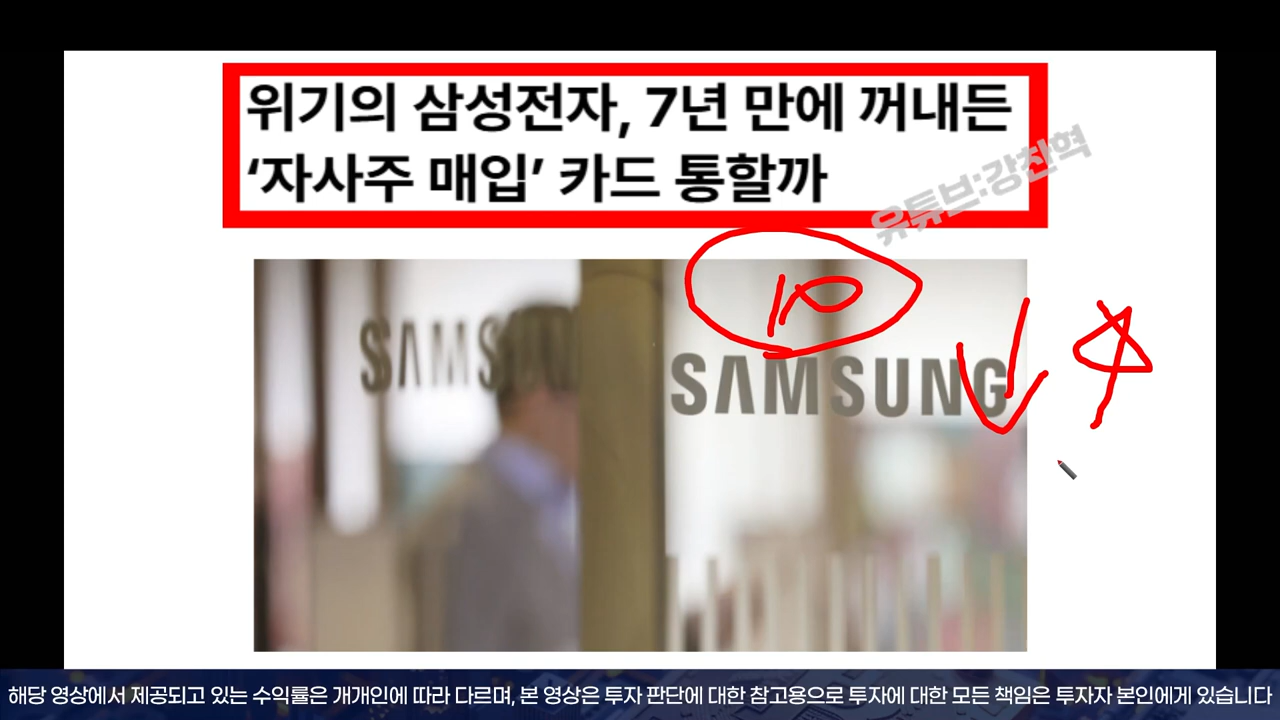 위기의 삼성전자, 7년 만에 꺼내든
‘자사주 매입’ 카드 통할까
유튜브:강찬혁
10
SAMSU
SAMSUNG
해당 영상에서 제공되고 있는 수익률은 개개인에 따라 다르며, 본 영상은 투자 판단에 대한 참고용으로 투자에 대한 모든 책임은 투자자 본인에게 있습니다